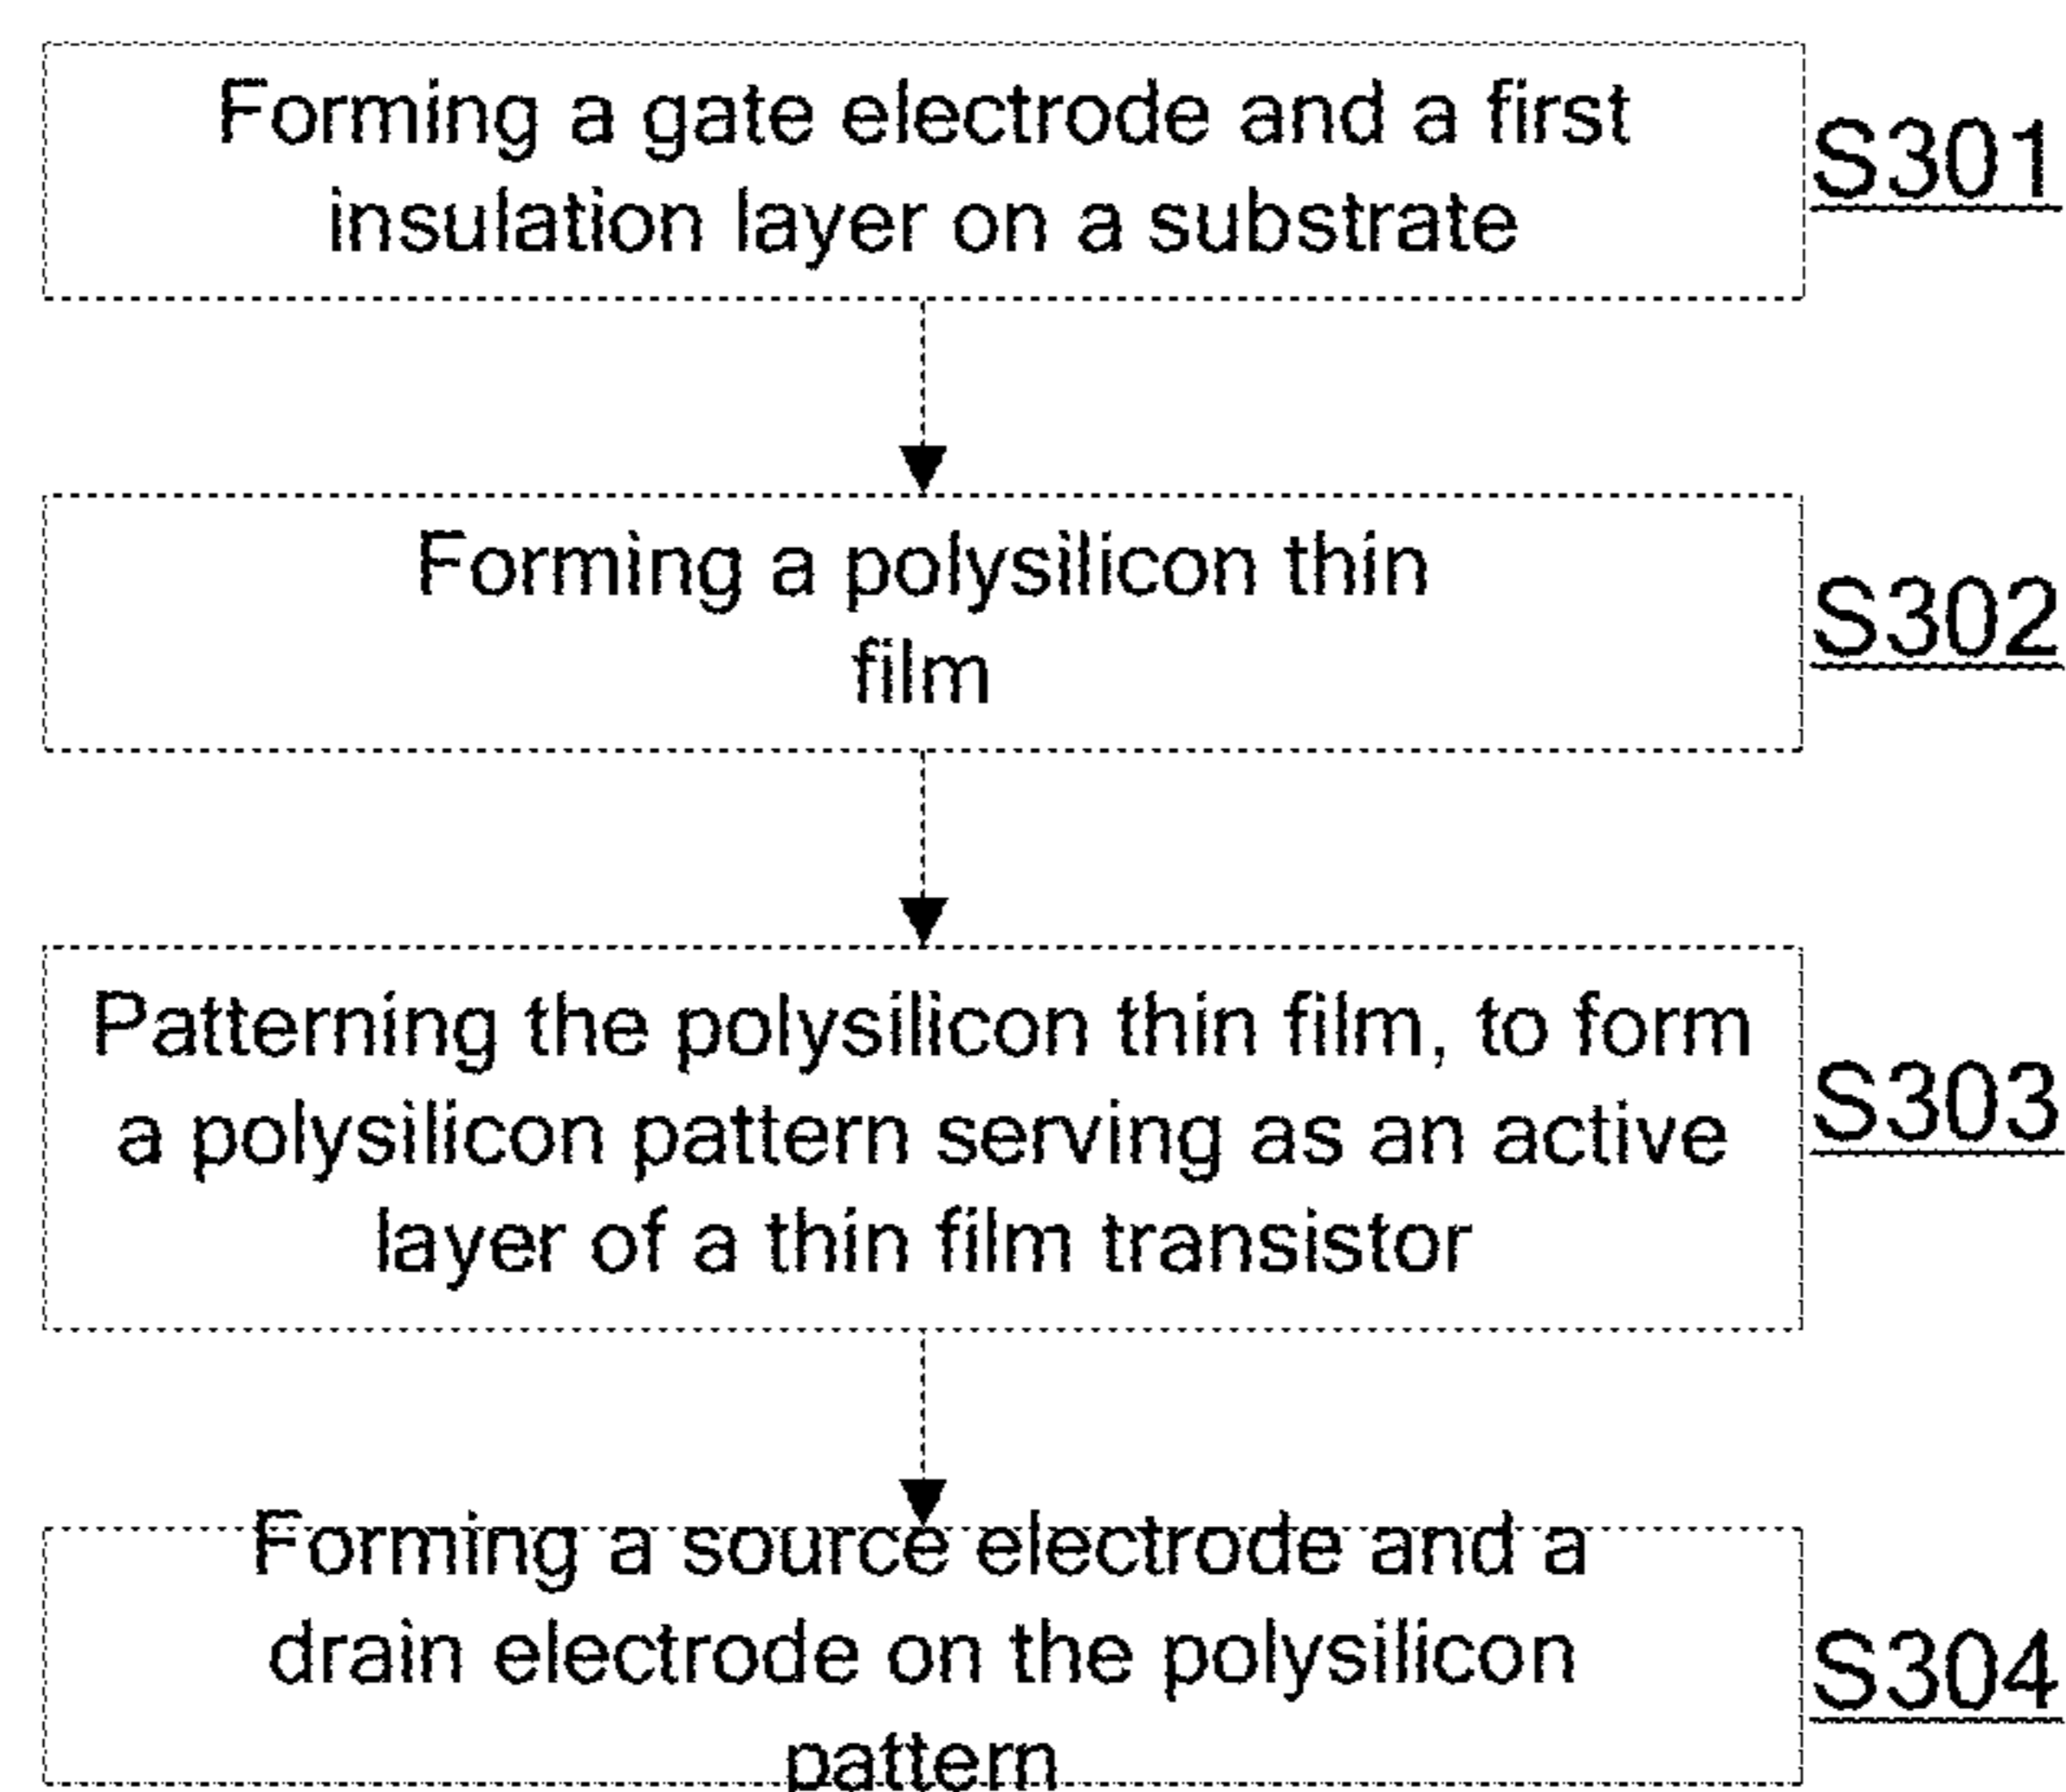 Forming a gate electrode and a first
insulation layer on a substrate
S301
Forming a polysilicon thin
film
S302
Patterning the polysilicon thin film, to form
a polysilicon pattern serving as an active
layer of a thin film transistor
S303
Forming a source electrode and a
drain electrode on the polysilicon
pattern
S304